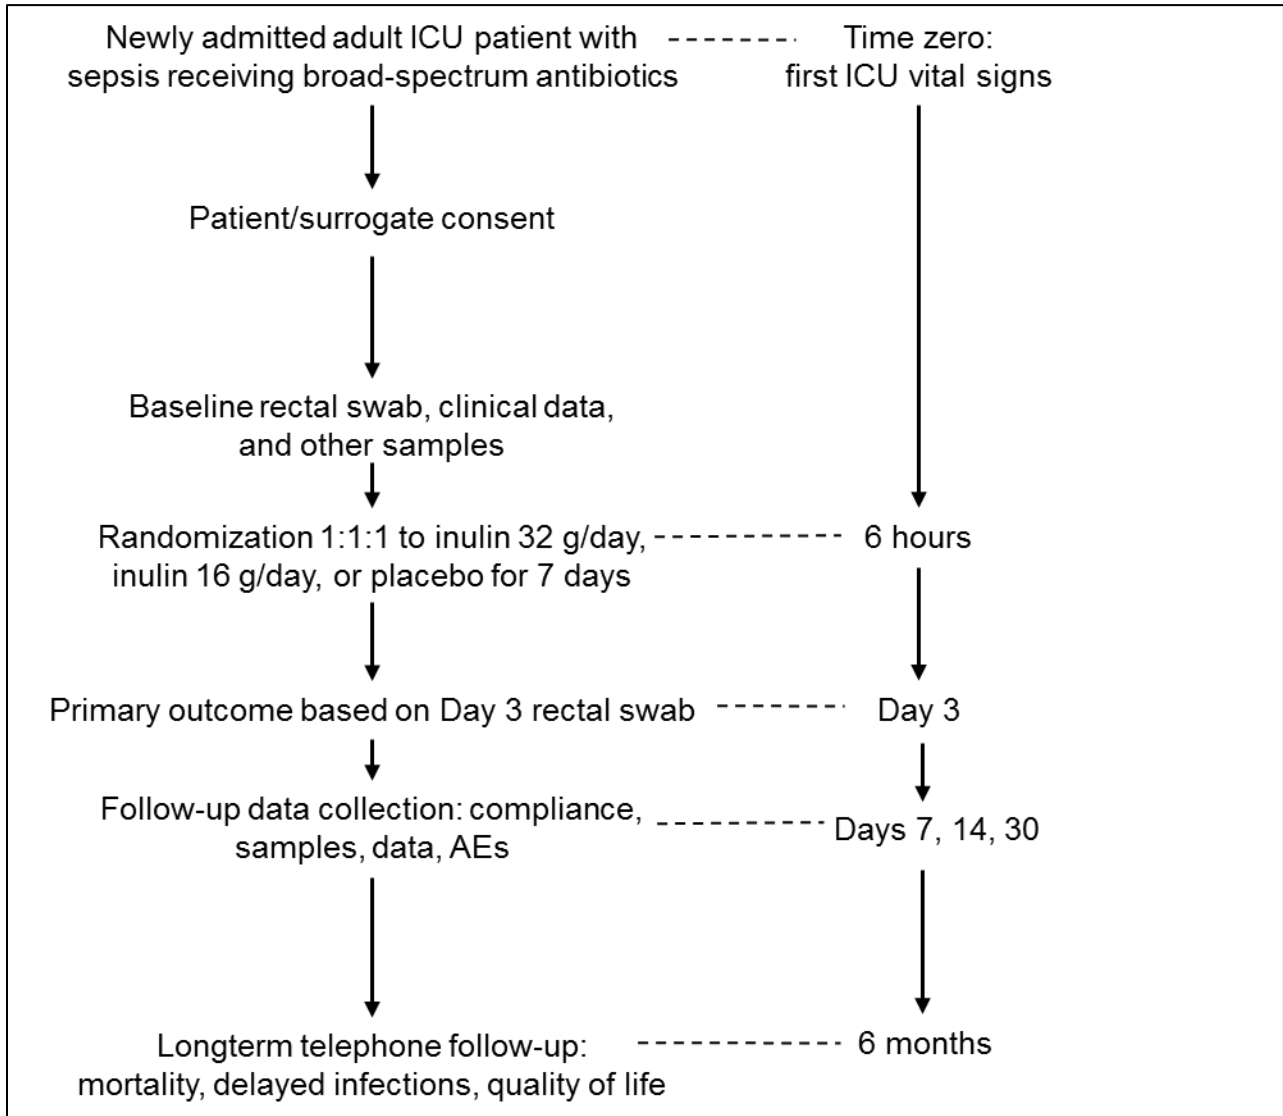 Newly admitted adult ICU patient with
sepsis receiving broad-spectrum antibiotics
Time zero:
first ICU vital signs
Patient/surrogate consent
Baseline rectal swab, clinical data,
and other samples
Randomization 1:1:1 to inulin 32 g/day,
inulin 16 g/day, or placebo for 7 days
6 hours
Primary outcome based on Day 3 rectal swab
Day 3
Follow-up data collection: compliance,
samples, data, AEs
Days 7, 14, 30
Longterm telephone follow-up:
mortality, delayed infections, quality of life
6 months